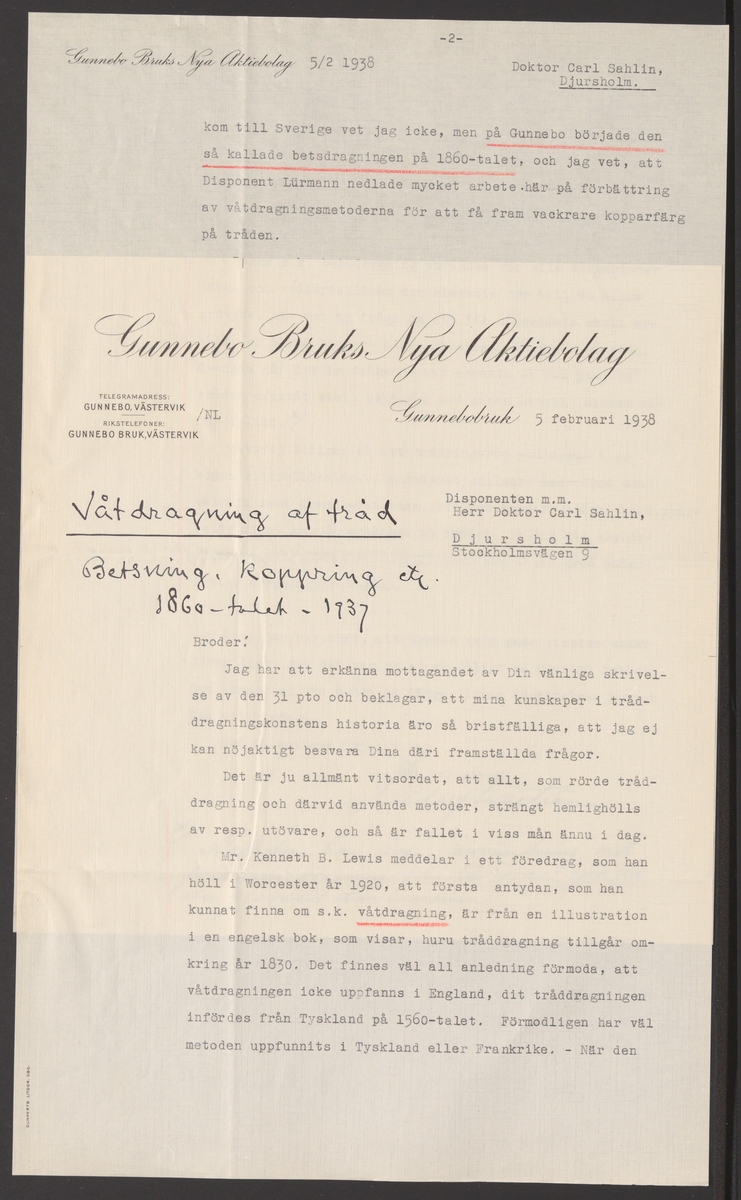 -2-
Gunnebo Bruks Nya Aktiebolag 5/2 1938
Doktor Carl Sahlin,
Djursholm.
kom till Sverige vet jag icke, men på Gunnebo började den
så kallade betsdragningen på 1860-talet, och jag vet, att
Disponent Lürmann nedlade mycket arbete här på förbättring
av våtdragningsmetoderna för att få fram vackrare kopparfärg
på tråden.
Gunnebo Bruks Nya Aktiebolag
TELEGRAMADRESS:
GUNNEBO, VÄSTERVIK
/NL
RIKSTELEFONER:
GUNNEBO BRUK, VÄSTERVIK
Gunnebobruk 5 februari 1938
Våtdragning af tråd
Betsning, koppring etc.
1860-talet - 1937
Disponenten m.m.
Herr Doktor Carl Sahlin,
Djursholm
Stockholmsvägen 9
Broder!
Jag har att erkänna mottagandet av Din vänliga skrivel-
se av den 31 pto och beklagar, att mina kunskaper i tråd-
dragningskonstens historia äro så bristfälliga, att jag ej
kan nöjaktigt besvara Dina däri framställda frågor.
Det är ju allmänt vitsordat, att allt, som rörde tråd-
dragning och därvid använda metoder, strängt hemlighölls
av resp. utövare, och så är fallet i viss mån ännu i dag.
Mr. Kenneth B. Lewis meddelar i ett föredrag, som han
höll i Worcester år 1920, att första antydan, som han
kunnat finna om s.k. våtdragning, är från en illustration
i en engelsk bok, som visar, huru tråddragning tillgår om-
kring år 1830. Det finnes väl all anledning förmoda, att
våtdragningen icke uppfanns i England, dit tråddragningen
infördes från Tyskland på 1560-talet. Förmodligen har väl
metoden uppfunnits i Tyskland eller Frankrike. - När den